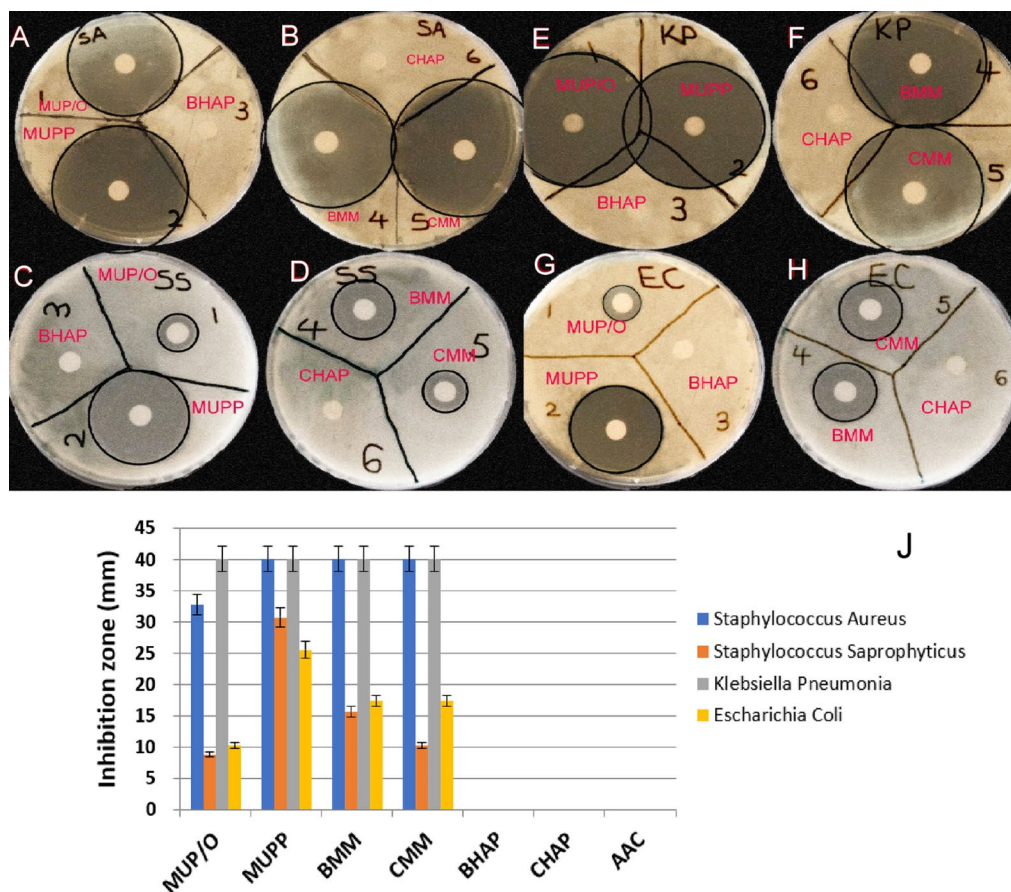 A
SA
1
MUP/O
BHAP
3
MUPP
2
B
SA
CHAP
6
BMM
4
5
CMM
E
1
KP
MUP/O
MUPP
2
BHAP
3
F
KP
4
6
BMM
CHAP
CMM
5
C
MUP/O
SS
3
1
BHAP
2
MUPP
D
SS
BMM
4
5
CMM
CHAP
6
G
EC
1
MUP/O
MUPP
BHAP
2
3
H
EC
5
CMM
4
6
CHAP
BMM
J
Inhibition zone (mm)
45
40
35
30
25
20
15
10
5
0
MUP/O
MUPP
BMM
CMM
BHAP
CHAP
AAC
Staphylococcus Aureus
Staphylococcus Saprophyticus
Klebsiella Pneumonia
Escharichia Coli